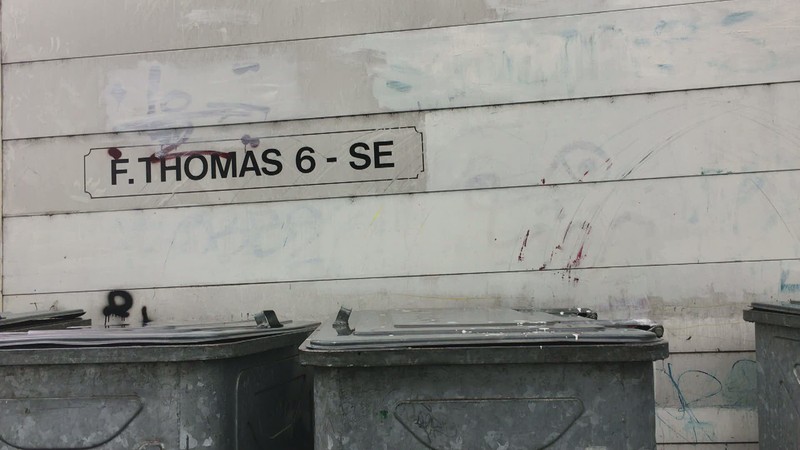 F. THOMAS 6 - SE